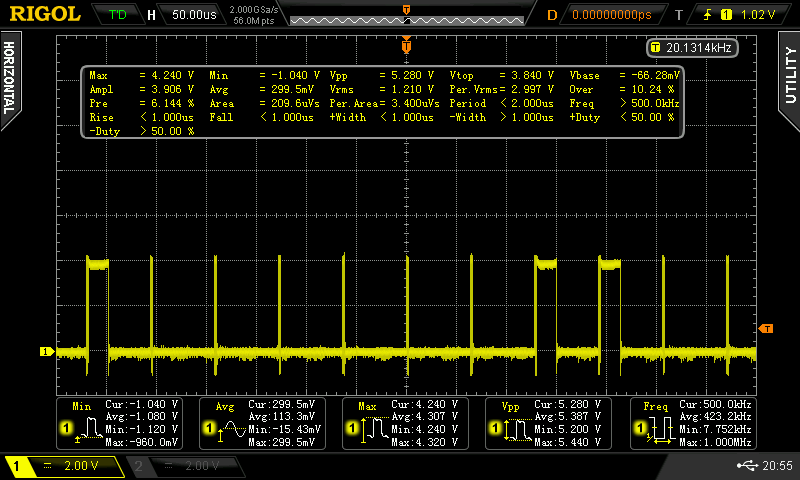 RIGOL T'D H 50.00us 2.000GSa/s 56.0M pts D 0.00000000ps T 1 1.02 V
HORIZONTAL
UTILITY
T 20.1314kHz
Max = 4.240 V Min = -1.040 V Vpp = 5.280 V Vtop = 3.840 V Vbase = -66.28mV
Ampl = 3.906 V Avg = 299.5mV Vrms = 1.210 V Per.Vrms= 2.997 V Over = 10.24 %
Pre = 6.144 % Area = 209.6uVs Per.Area= 3.400uVs Period < 2.000us Freq > 500.0kHz
Rise < 1.000us Fall < 1.000us +Width < 1.000us -Width > 1.000us +Duty < 50.00 %
-Duty > 50.00 %
T
T
1
Min Cur:-1.040 V
Avg:-1.080 V
1 Min:-1.120 V
Max:-960.0mV
Avg Cur:299.5mV
Avg:113.3mV
1 Min:-15.43mV
Max:299.5mV
Max Cur:4.240 V
Avg:4.307 V
1 Min:4.240 V
Max:4.320 V
Vpp Cur:5.280 V
Avg:5.387 V
1 Min:5.200 V
Max:5.440 V
Freq Cur:500.0kHz
Avg:423.2kHz
1 Min:7.752kHz
Max:1.000MHz
1 = 2.00 V 2 = 2.00 V 20:55